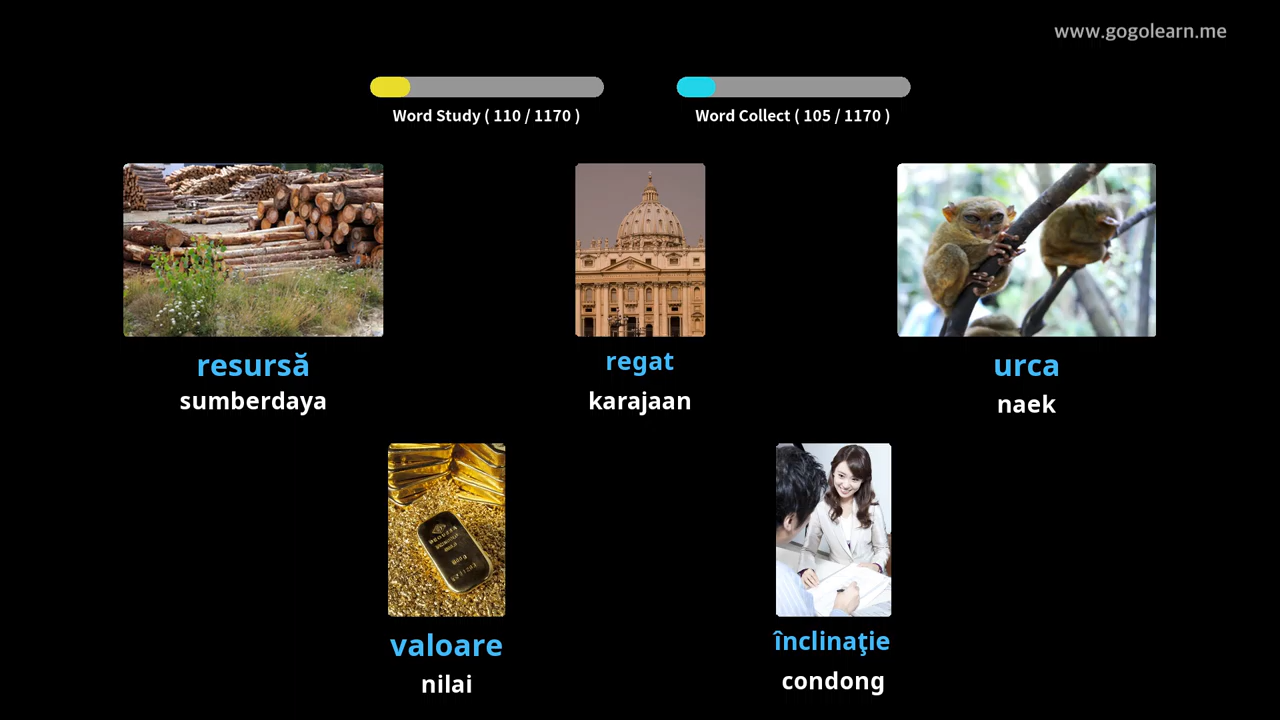 www.gogolearn.me
Word Study ( 110 / 1170 )
Word Collect ( 105 / 1170 )
resursă
sumberdaya
regat
karajaan
urca
naek
valoare
nilai
înclinaţie
condong